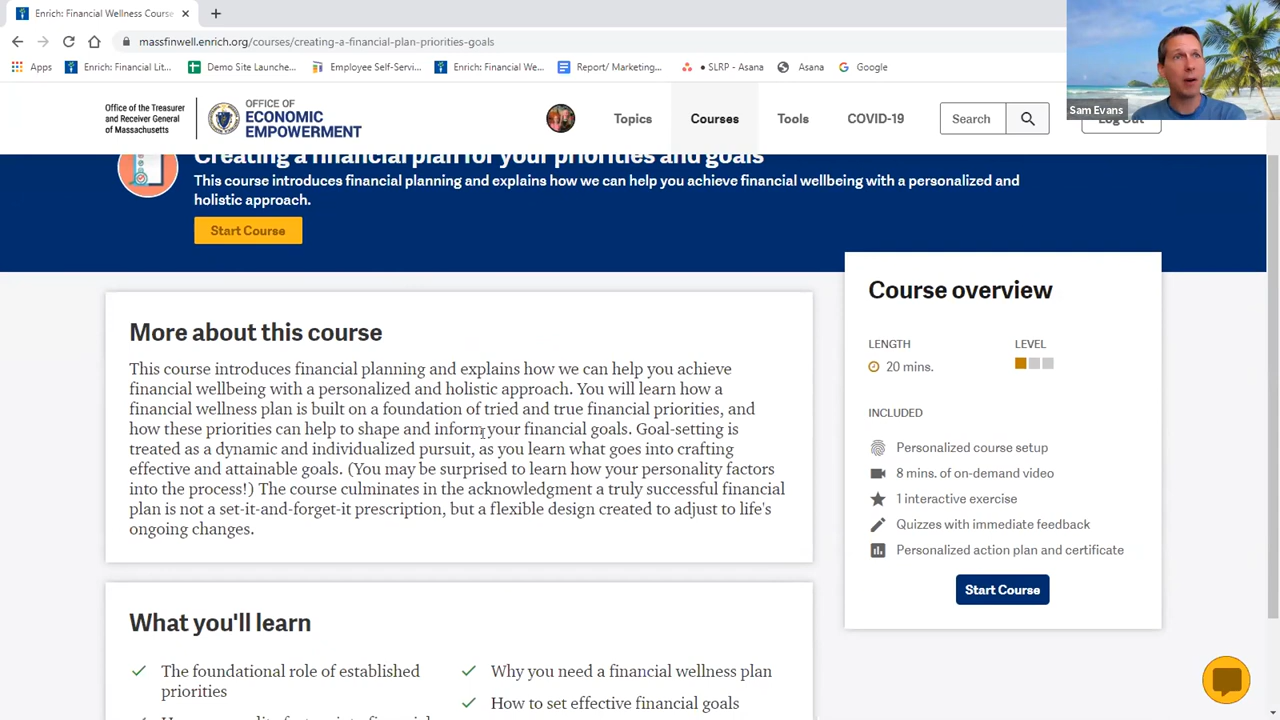 Enrich: Financial Wellness Course
massfinwell.enrich.org/courses/creating-a-financial-plan-priorities-goals
Apps
Enrich: Financial Lit...
Demo Site Launche...
Employee Self-Servi...
Enrich: Financial We...
Report/ Marketing...
• SLRP - Asana
Asana
Google
Sam Evans
Office of the Treasurer
and Receiver General
of Massachusetts
OFFICE OF
ECONOMIC
EMPOWERMENT
Topics
Courses
Tools
COVID-19
Search
Log Out
Creating a financial plan for your priorities and goals
This course introduces financial planning and explains how we can help you achieve financial wellbeing with a personalized and
holistic approach.
Start Course
More about this course
This course introduces financial planning and explains how we can help you achieve
financial wellbeing with a personalized and holistic approach. You will learn how a
financial wellness plan is built on a foundation of tried and true financial priorities, and
how these priorities can help to shape and inform your financial goals. Goal-setting is
treated as a dynamic and individualized pursuit, as you learn what goes into crafting
effective and attainable goals. (You may be surprised to learn how your personality factors
into the process!) The course culminates in the acknowledgment a truly successful financial
plan is not a set-it-and-forget-it prescription, but a flexible design created to adjust to life's
ongoing changes.
Course overview
LENGTH
LEVEL
20 mins.
INCLUDED
Personalized course setup
8 mins. of on-demand video
1 interactive exercise
Quizzes with immediate feedback
Personalized action plan and certificate
Start Course
What you'll learn
The foundational role of established
priorities
Why you need a financial wellness plan
How to set effective financial goals